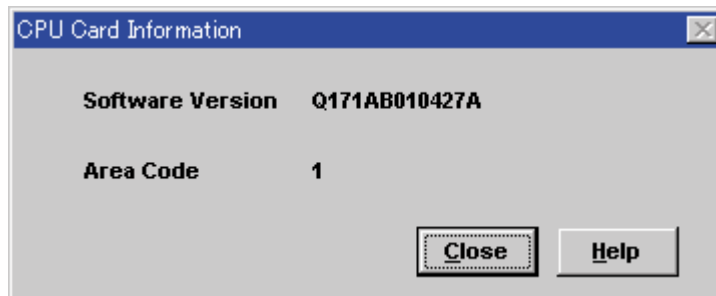 CPU Card Information
Software Version Q171AB010427A
Area Code 1
Close Help